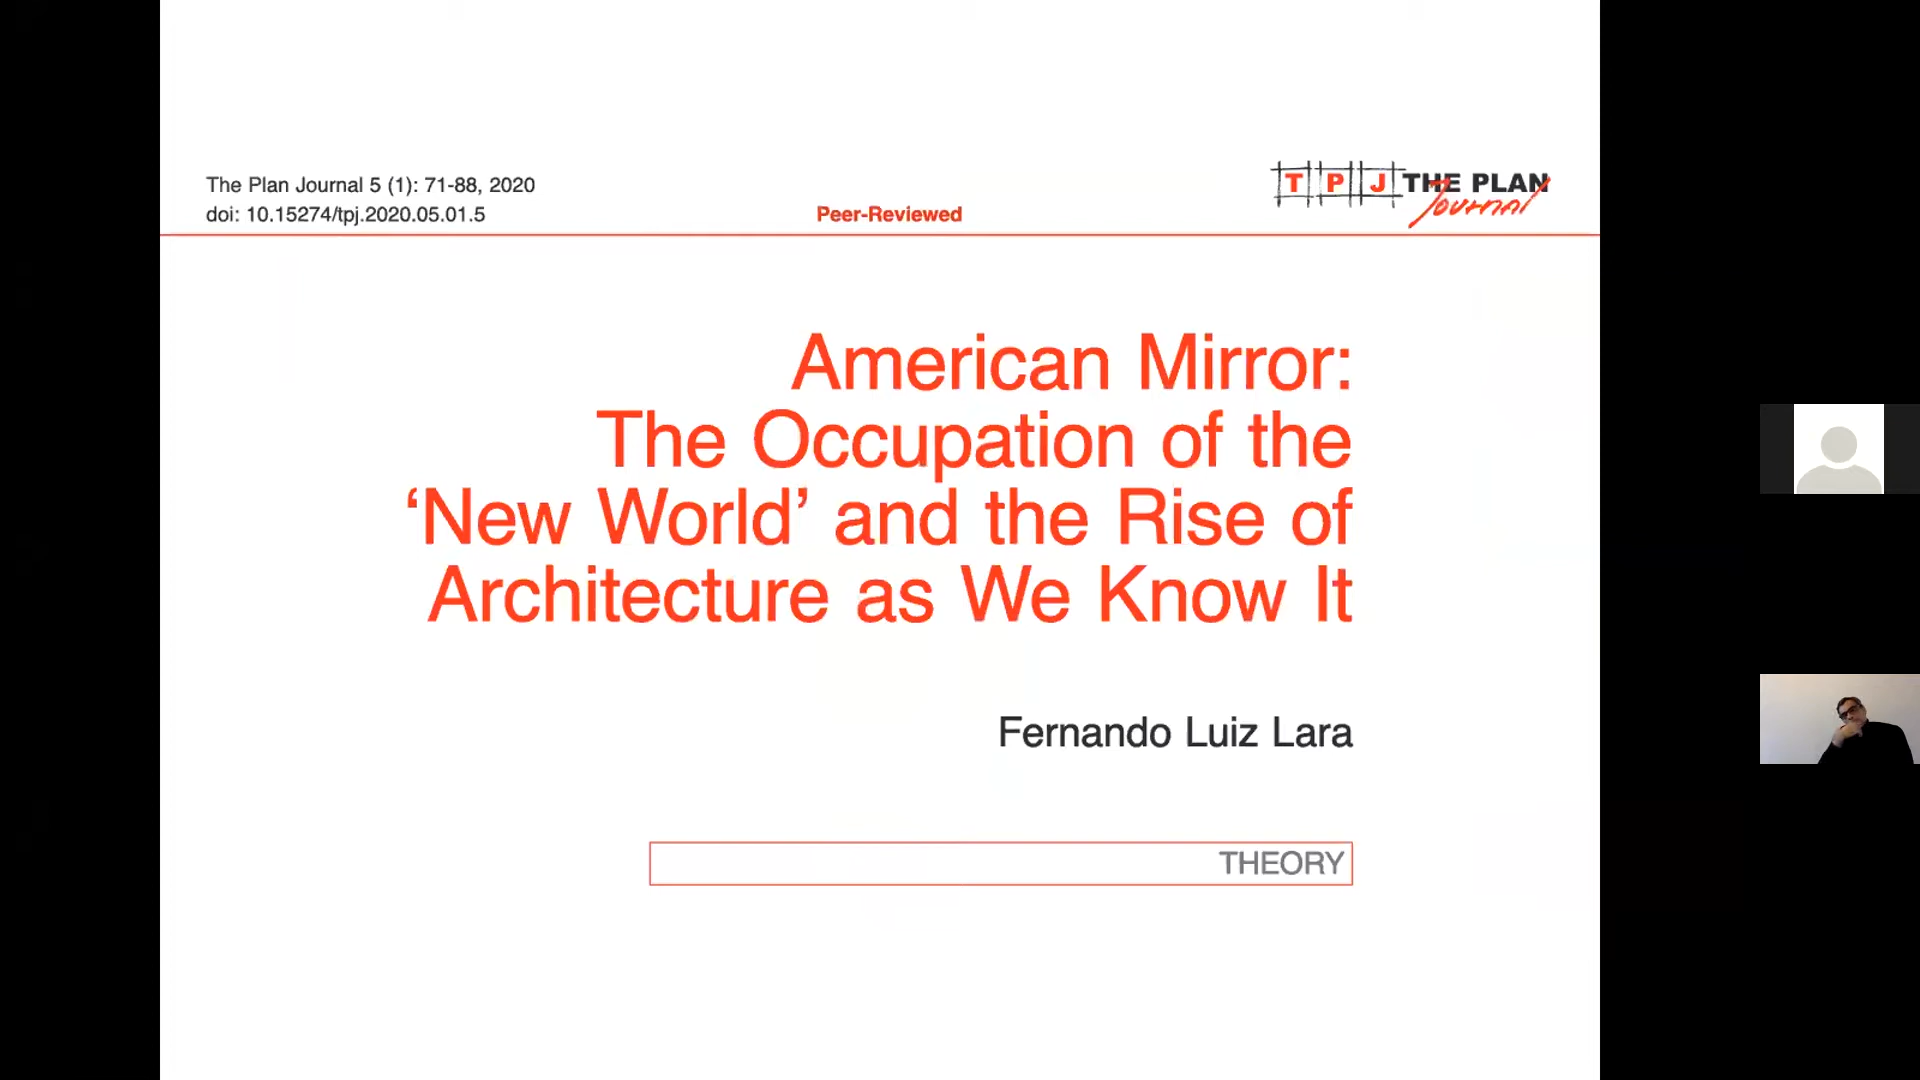 The Plan Journal 5 (1): 71-88, 2020
doi: 10.15274/tpj.2020.05.01.5
Peer-Reviewed
T P J THE PLAN
Journal
American Mirror:
The Occupation of the
‘New World’ and the Rise of
Architecture as We Know It
Fernando Luiz Lara
THEORY